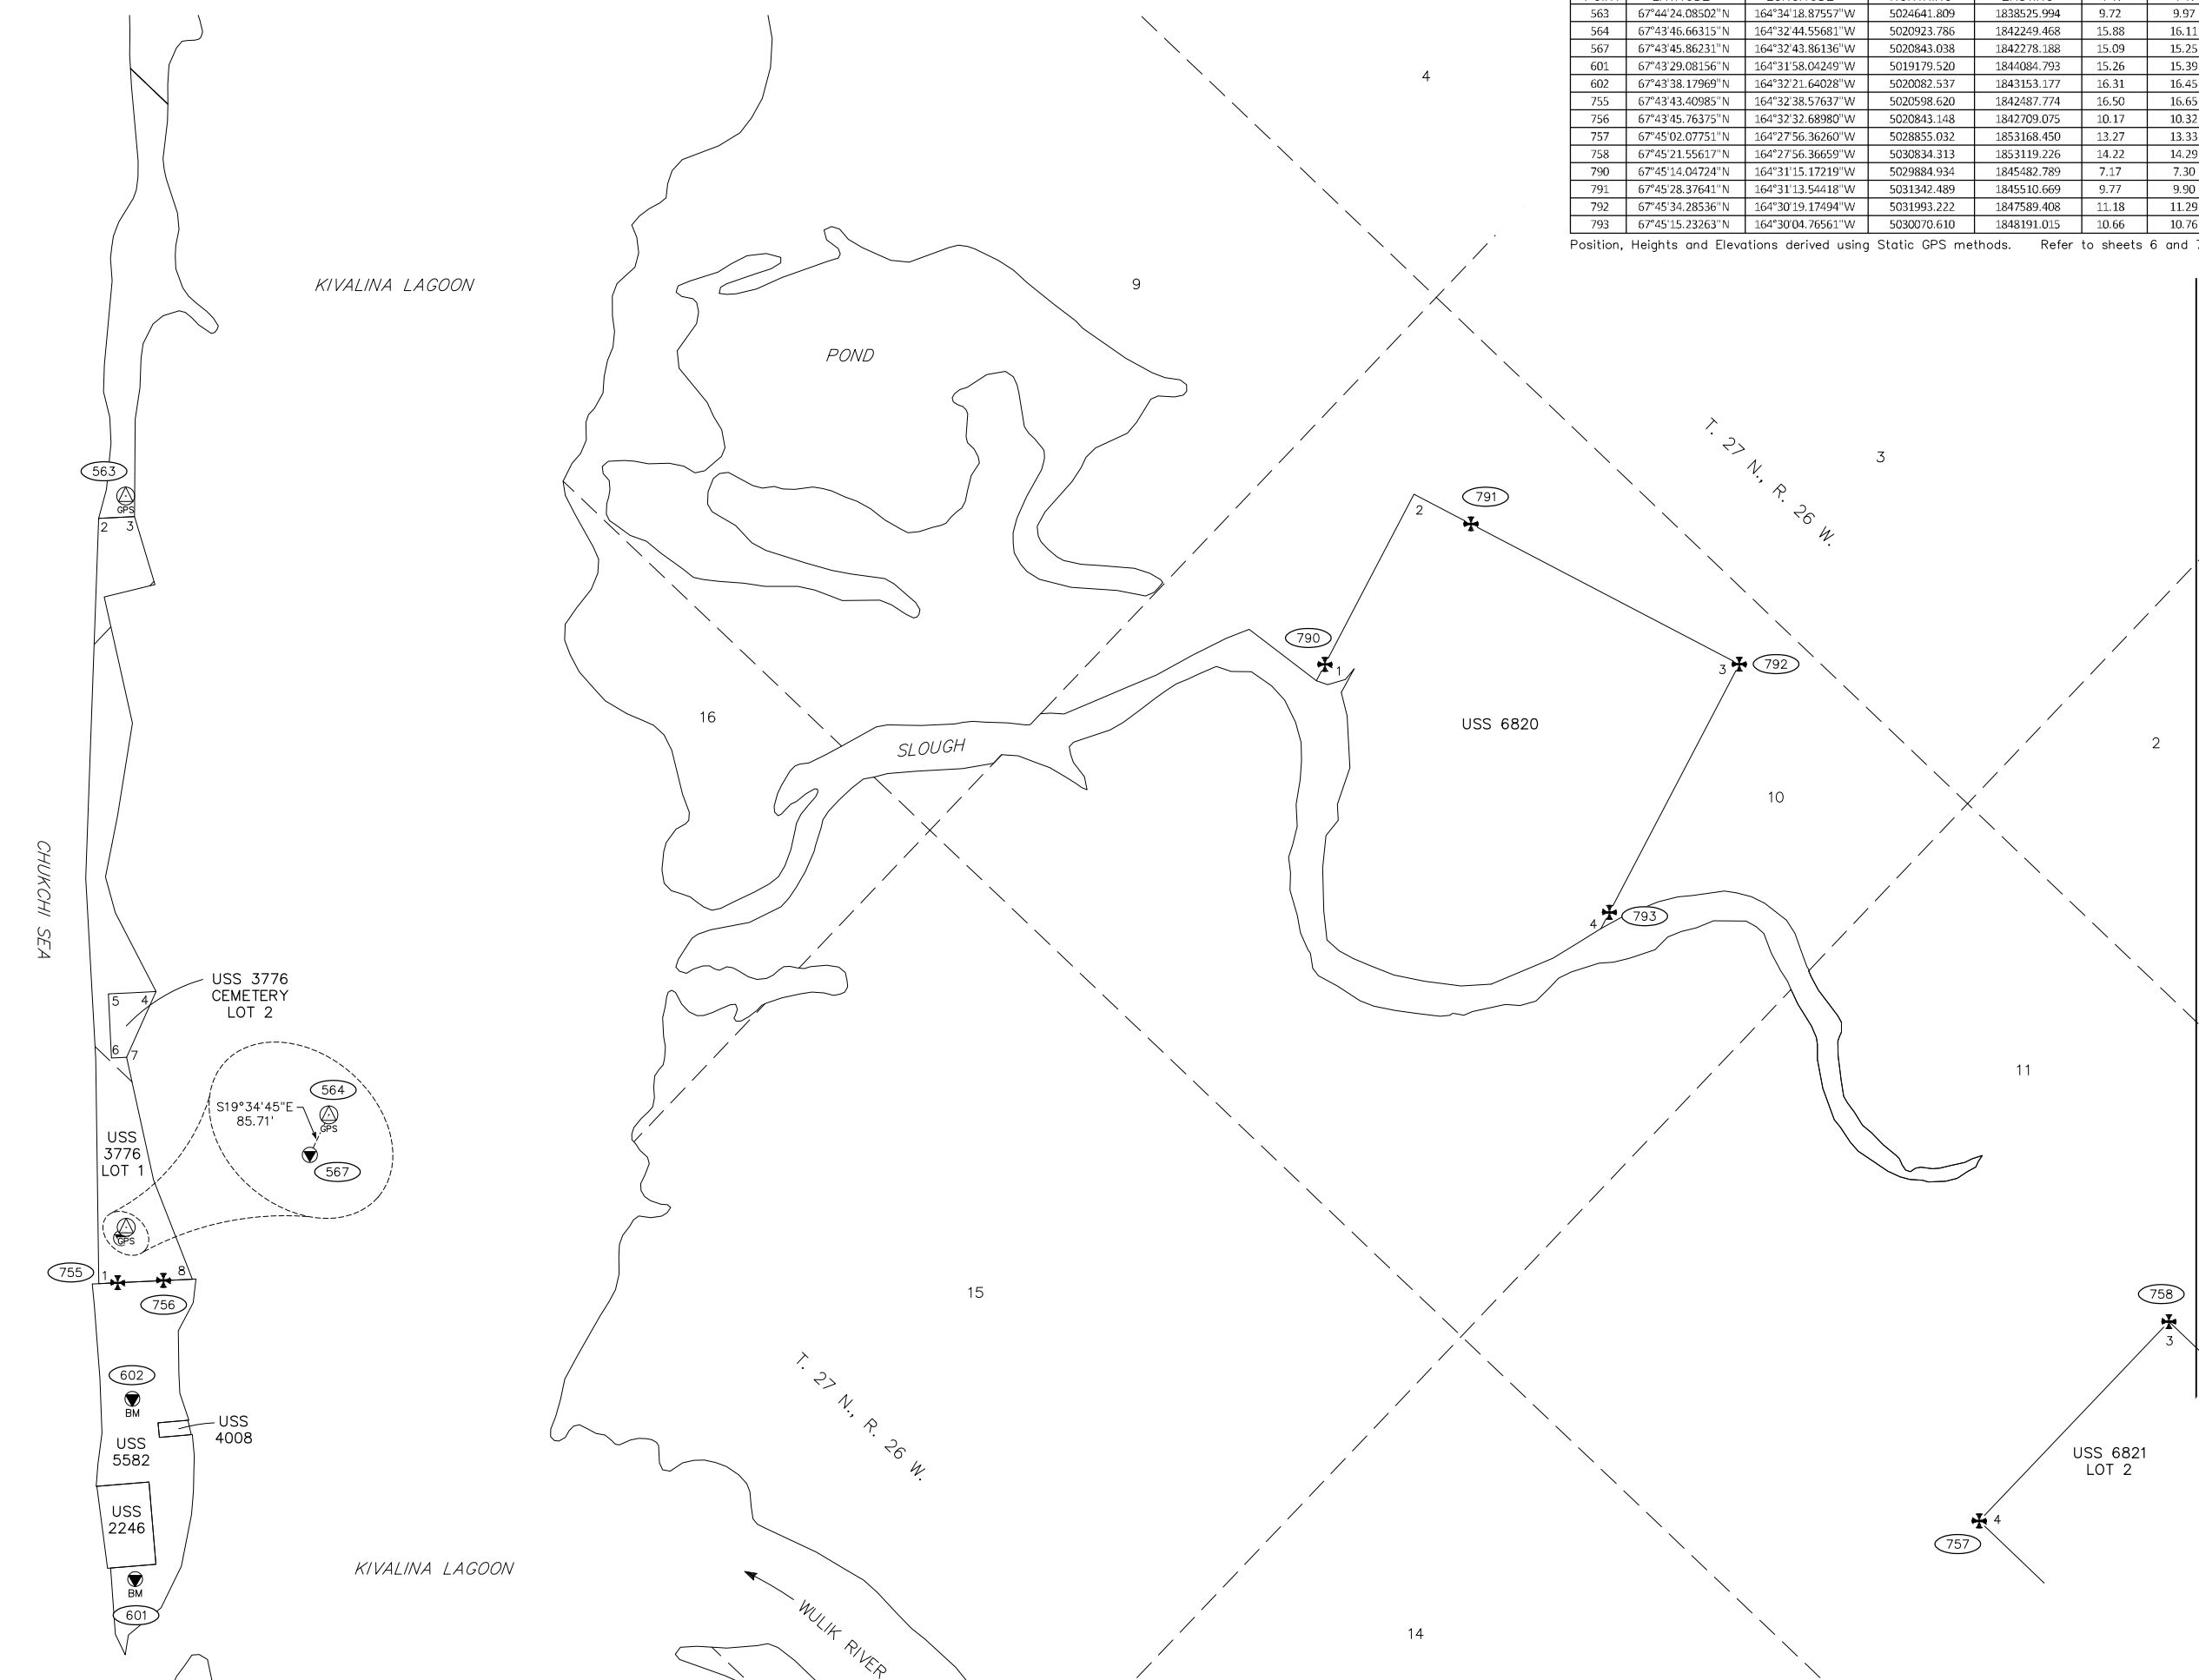 563 67°44'24.08502"N 164°34'18.87557"W 5024641.809 1838525.994 9.72 9.97
564 67°43'46.66315"N 164°32'44.55681"W 5020923.786 1842249.468 15.88 16.11
567 67°43'45.86231"N 164°32'43.86136"W 5020843.038 1842278.188 15.09 15.25
601 67°43'29.08156"N 164°31'58.04249"W 5019179.520 1844084.793 15.26 15.39
602 67°43'38.17969"N 164°32'21.64028"W 5020082.537 1843153.177 16.31 16.45
755 67°43'43.40985"N 164°32'38.57637"W 5020598.620 1842487.774 16.50 16.65
756 67°43'45.76375"N 164°32'32.68980"W 5020843.148 1842709.075 10.17 10.32
757 67°45'02.07751"N 164°27'56.36260"W 5028855.032 1853168.450 13.27 13.33
758 67°45'21.55617"N 164°27'56.36659"W 5030834.313 1853119.226 14.22 14.29
790 67°45'14.04724"N 164°31'15.17219"W 5029884.934 1845482.789 7.17 7.30
791 67°45'28.37641"N 164°31'13.54418"W 5031342.489 1845510.669 9.77 9.90
792 67°45'34.28536"N 164°30'19.17494"W 5031993.222 1847589.408 11.18 11.29
793 67°45'15.23263"N 164°30'04.76561"W 5030070.610 1848191.015 10.66 10.76
Position, Heights and Elevations derived using Static GPS methods. Refer to sheets 6 and 7
4
KIVALINA LAGOON
9
POND
T. 27 N., R. 26 W.
3
563
GPS
2 3
791
2
790
1
3
792
USS 6820
16
SLOUGH
2
10
CHUKCHI SEA
793
4
USS 3776
CEMETERY
LOT 2
5 4
6 7
11
564
S19°34'45"E
85.71'
GPS
567
USS
3776
LOT 1
GPS
755
1
8
756
15
758
3
T. 27 N., R. 26 W.
602
BM
USS
4008
USS
5582
USS 6821
LOT 2
USS
2246
4
757
KIVALINA LAGOON
BM
601
WULIK RIVER
14